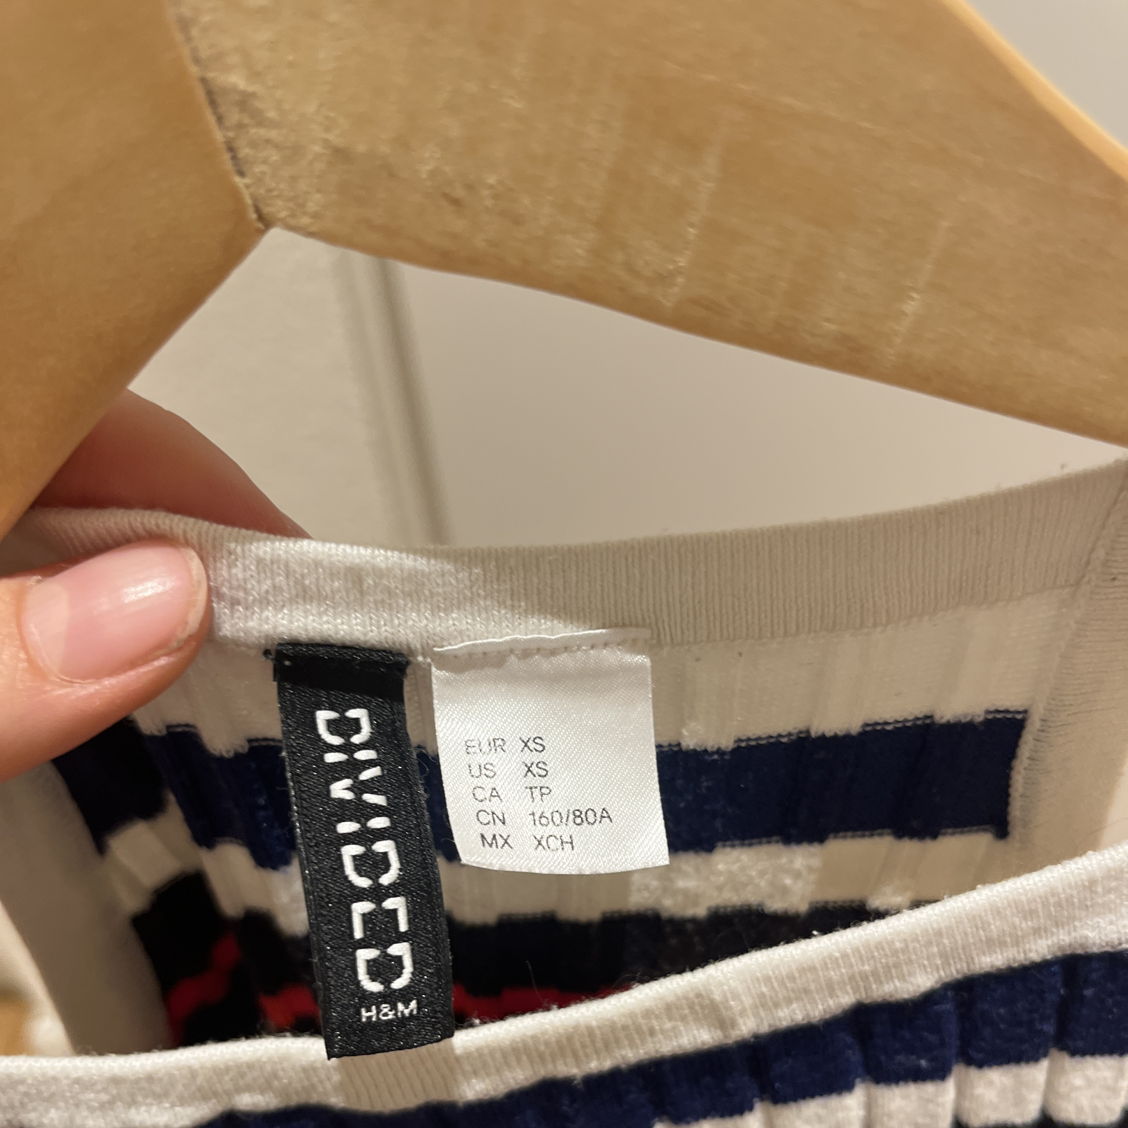 DIVIDED
H&M
EUR XS
US XS
CA TP
CN 160/80A
MX XCH